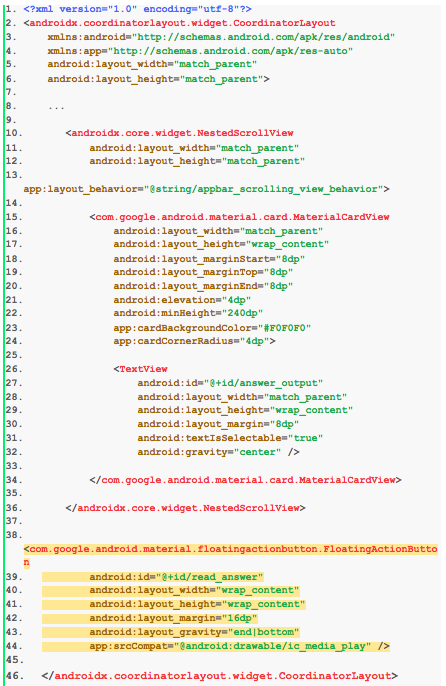 1. <?xml version="1.0" encoding="utf-8"?>
2. <androidx.coordinatorlayout.widget.CoordinatorLayout
3. xmlns:android="http://schemas.android.com/apk/res/android"
4. xmlns:app="http://schemas.android.com/apk/res-auto"
5. android:layout_width="match_parent"
6. android:layout_height="match_parent">
7.
8. ...
9.
10. <androidx.core.widget.NestedScrollView
11. android:layout_width="match_parent"
12. android:layout_height="match_parent"
13.
app:layout_behavior="@string/appbar_scrolling_view_behavior">
14.
15. <com.google.android.material.card.MaterialCardView
16. android:layout_width="match_parent"
17. android:layout_height="wrap_content"
18. android:layout_marginStart="8dp"
19. android:layout_marginTop="8dp"
20. android:layout_marginEnd="8dp"
21. android:elevation="4dp"
22. android:minHeight="240dp"
23. app:cardBackgroundColor="#F0F0F0"
24. app:cardCornerRadius="4dp">
25.
26. <TextView
27. android:id="@+id/answer_output"
28. android:layout_width="match_parent"
29. android:layout_height="wrap_content"
30. android:layout_margin="8dp"
31. android:textIsSelectable="true"
32. android:gravity="center" />
33.
34. </com.google.android.material.card.MaterialCardView>
35.
36. </androidx.core.widget.NestedScrollView>
37.
38.
<com.google.android.material.floatingactionbutton.FloatingActionButto
n
39. android:id="@+id/read_answer"
40. android:layout_width="wrap_content"
41. android:layout_height="wrap_content"
42. android:layout_margin="16dp"
43. android:layout_gravity="end|bottom"
44. app:srcCompat="@android:drawable/ic_media_play" />
45.
46. </androidx.coordinatorlayout.widget.CoordinatorLayout>